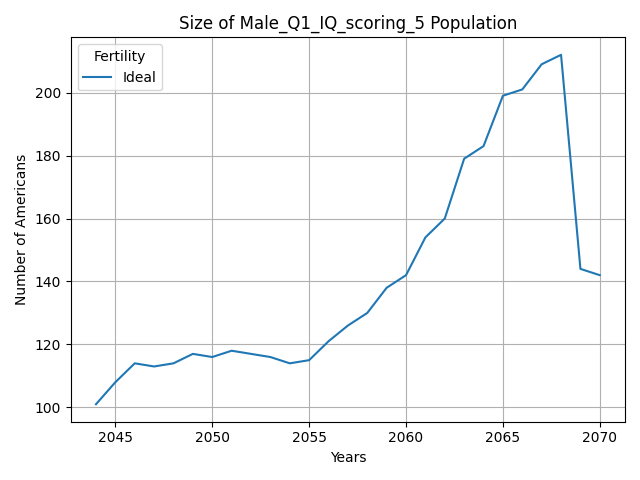 Size of Male_Q1_IQ_scoring_5 Population
Fertility
Ideal
Number of Americans
200
180
160
140
120
100
2045 2050 2055 2060 2065 2070
Years